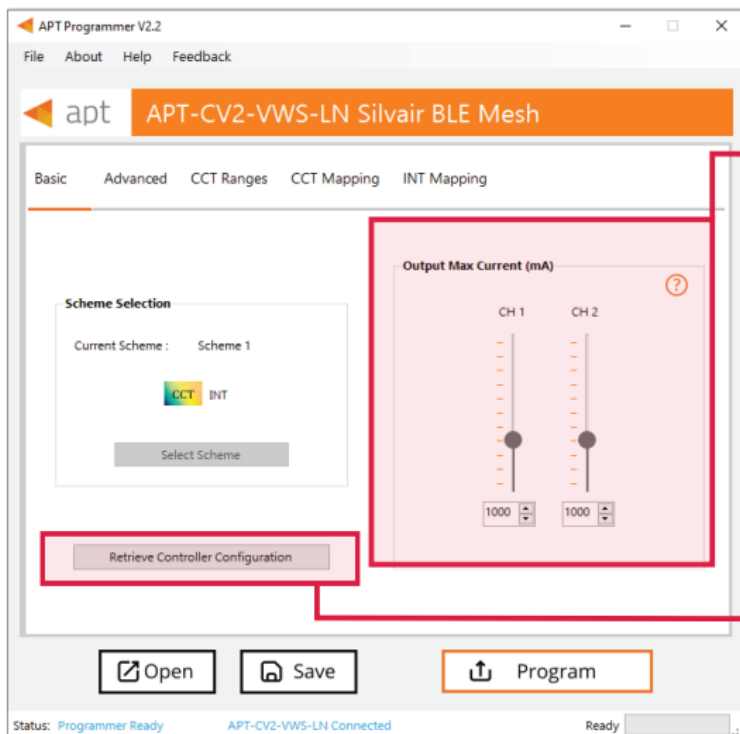 APT Programmer V2.2
File About Help Feedback
apt APT-CV2-VWS-LN Silvair BLE Mesh
Basic Advanced CCT Ranges CCT Mapping INT Mapping
Scheme Selection
Current Scheme : Scheme 1
CCT INT
Select Scheme
Retrieve Controller Configuration
Output Max Current (mA)
?
CH 1 CH 2
1000 1000
Open Save Program
Status: Programmer Ready APT-CV2-VWS-LN Connected Ready